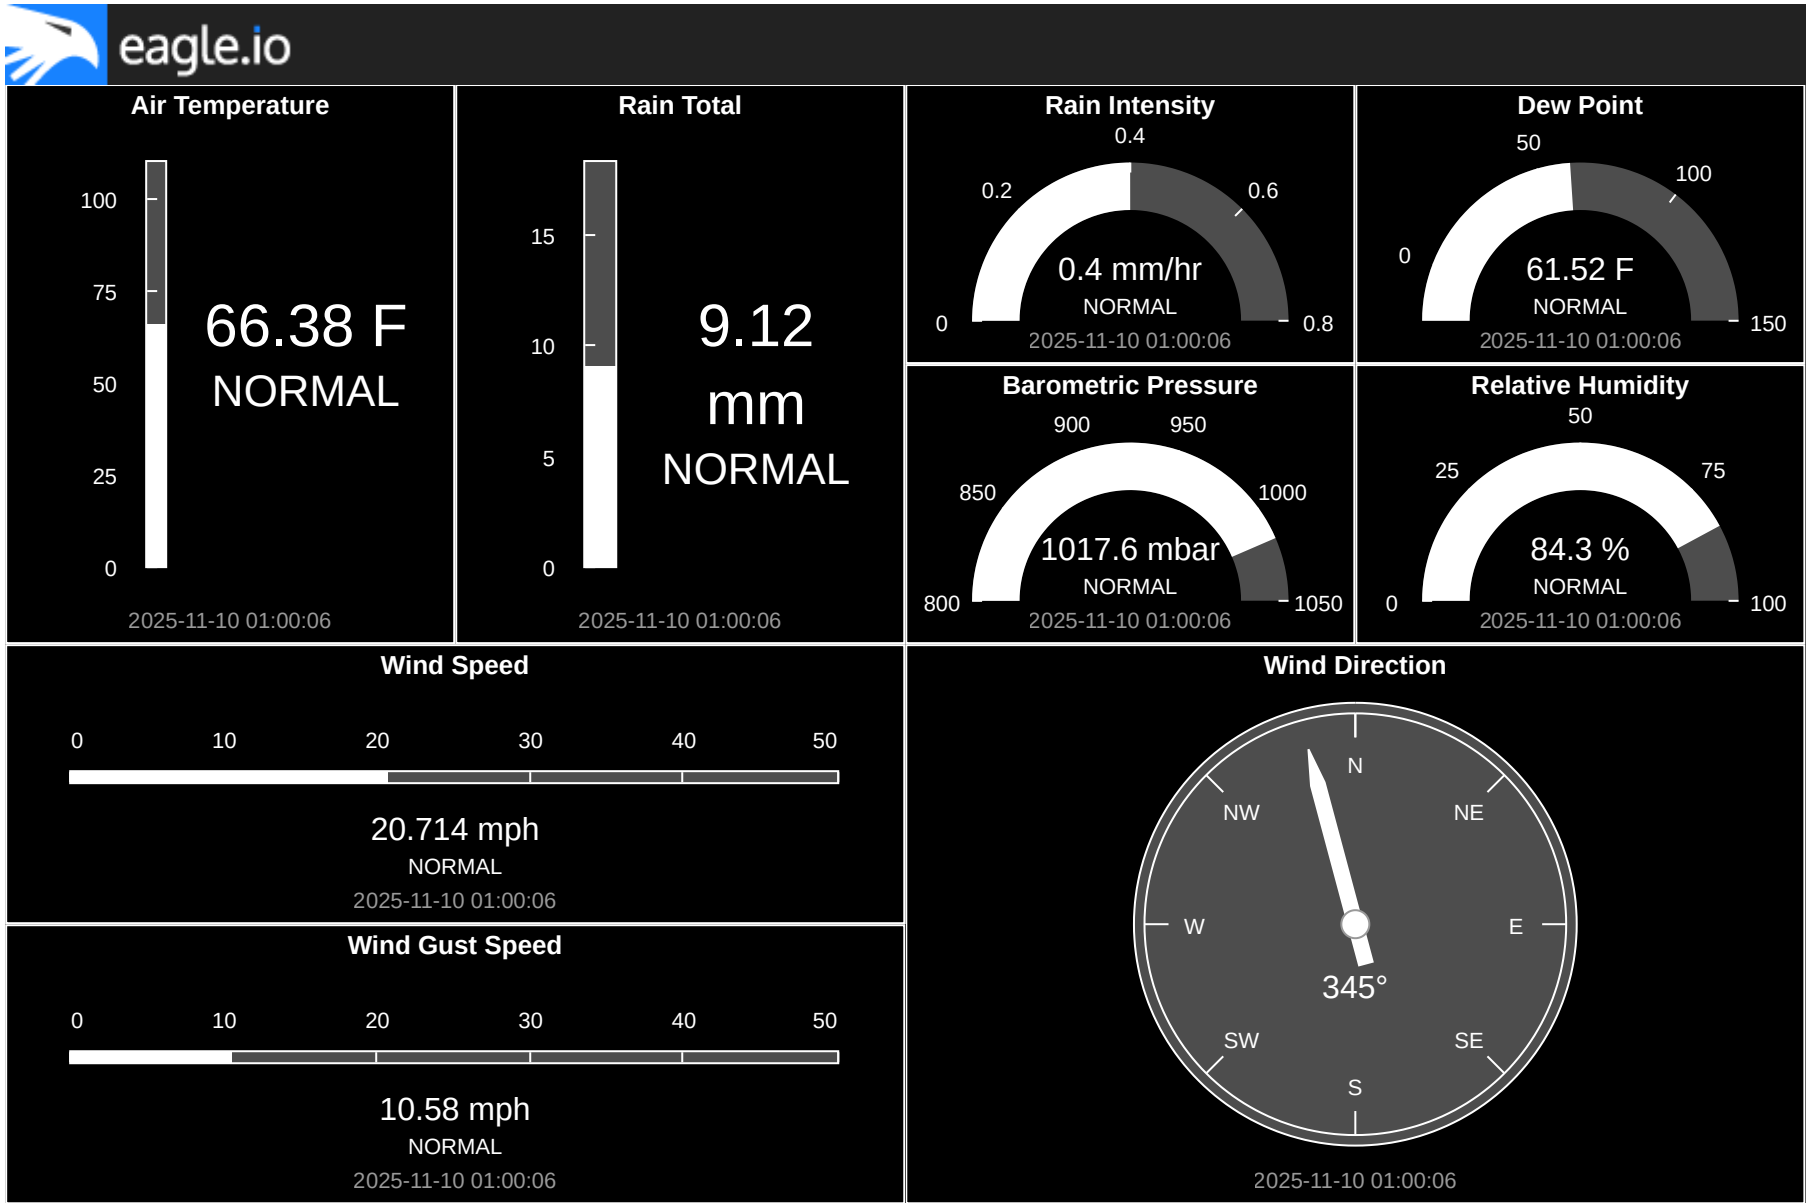 eagle.io
Air Temperature
100
75
50
25
0
66.38 F
NORMAL
2025-11-10 01:00:06
Rain Total
15
10
5
0
9.12
mm
NORMAL
2025-11-10 01:00:06
Rain Intensity
0.4
0.2
0.6
0
0.8
0.4 mm/hr
NORMAL
2025-11-10 01:00:06
Dew Point
50
100
0
150
61.52 F
NORMAL
2025-11-10 01:00:06
Barometric Pressure
900
950
850
1000
800
1050
1017.6 mbar
NORMAL
2025-11-10 01:00:06
Relative Humidity
50
25
75
0
100
84.3 %
NORMAL
2025-11-10 01:00:06
Wind Speed
0 10 20 30 40 50
20.714 mph
NORMAL
2025-11-10 01:00:06
Wind Gust Speed
0 10 20 30 40 50
10.58 mph
NORMAL
2025-11-10 01:00:06
Wind Direction
N
NW
NE
W
E
345°
SW
SE
S
2025-11-10 01:00:06